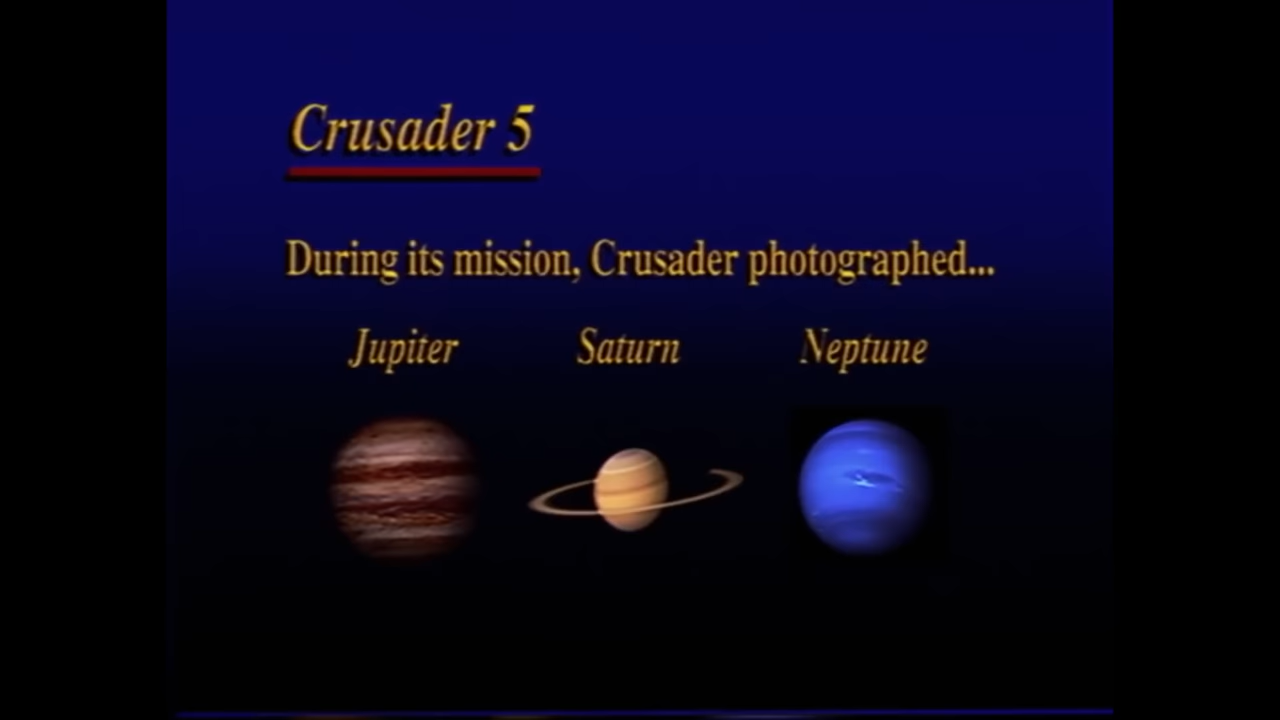 Crusader 5
During its mission, Crusader photographed...
Jupiter Saturn Neptune